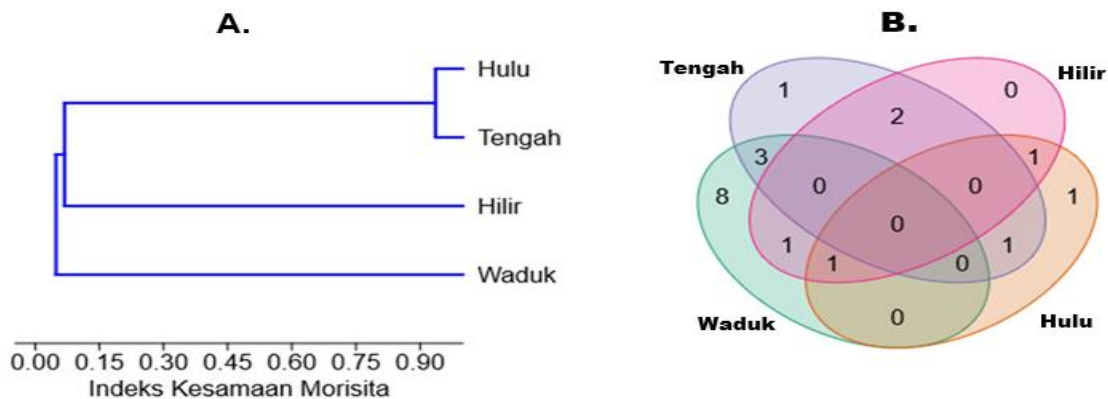 A.
Hulu
Tengah
Hilir
Waduk
0.00 0.15 0.30 0.45 0.60 0.75 0.90
Indeks Kesamaan Morisita
B.
Tengah
Hilir
1
0
2
3
1
8
0
0
1
0
1
1
1
0
0
Waduk
Hulu